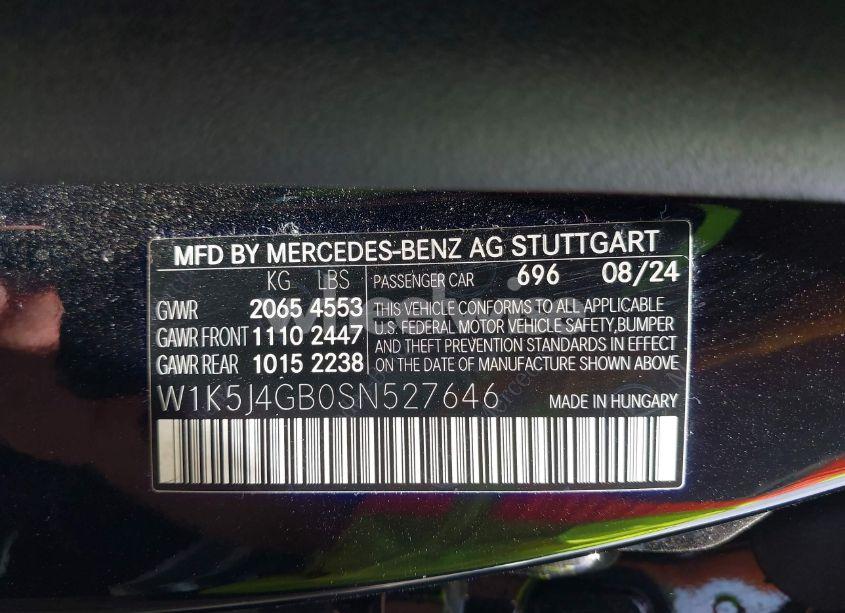 MFD BY MERCEDES-BENZ AG STUTTGART
KG LBS PASSENGER CAR 696 08/24
GVWR 2065 4553 THIS VEHICLE CONFORMS TO ALL APPLICABLE
GAWR FRONT 1110 2447 U.S. FEDERAL MOTOR VEHICLE SAFETY,BUMPER
AND THEFT PREVENTION STANDARDS IN EFFECT
GAWR REAR 1015 2238 ON THE DATE OF MANUFACTURE SHOWN ABOVE
W1K5J4GB0SN527646 MADE IN HUNGARY